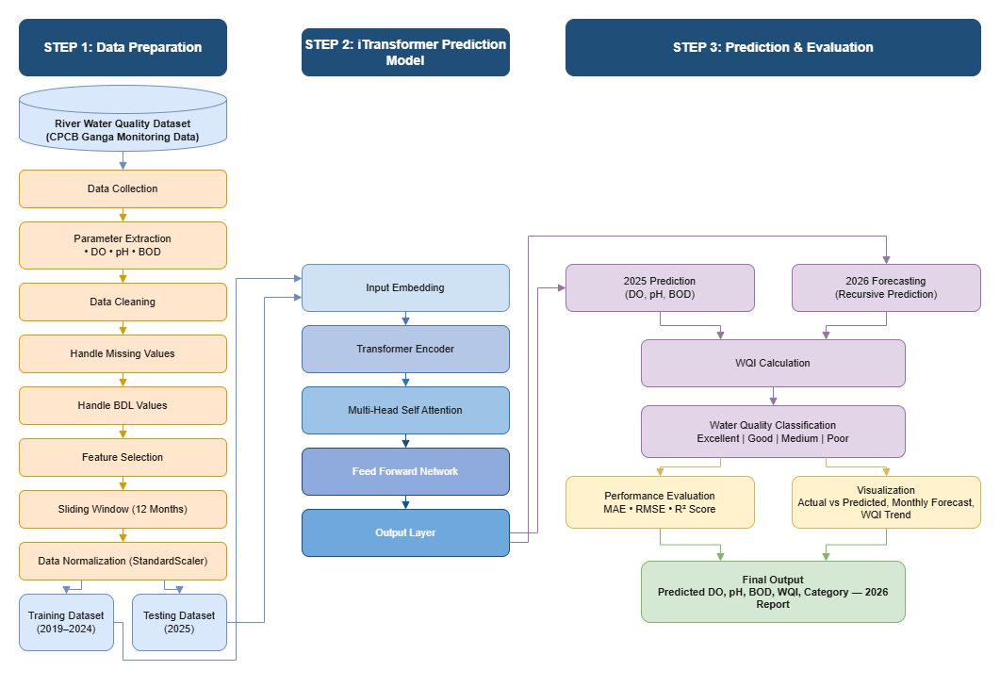 STEP 1: Data Preparation
River Water Quality Dataset
(CPCB Ganga Monitoring Data)
Data Collection
Parameter Extraction
• DO • pH • BOD
Data Cleaning
Handle Missing Values
Handle BDL Values
Feature Selection
Sliding Window (12 Months)
Data Normalization (StandardScaler)
Training Dataset
(2019–2024)
Testing Dataset
(2025)
STEP 2: iTransformer Prediction
Model
Input Embedding
Transformer Encoder
Multi-Head Self Attention
Feed Forward Network
Output Layer
STEP 3: Prediction & Evaluation
2025 Prediction
(DO, pH, BOD)
2026 Forecasting
(Recursive Prediction)
WQI Calculation
Water Quality Classification
Excellent | Good | Medium | Poor
Performance Evaluation
MAE • RMSE • R² Score
Visualization
Actual vs Predicted, Monthly Forecast,
WQI Trend
Final Output
Predicted DO, pH, BOD, WQI, Category — 2026
Report